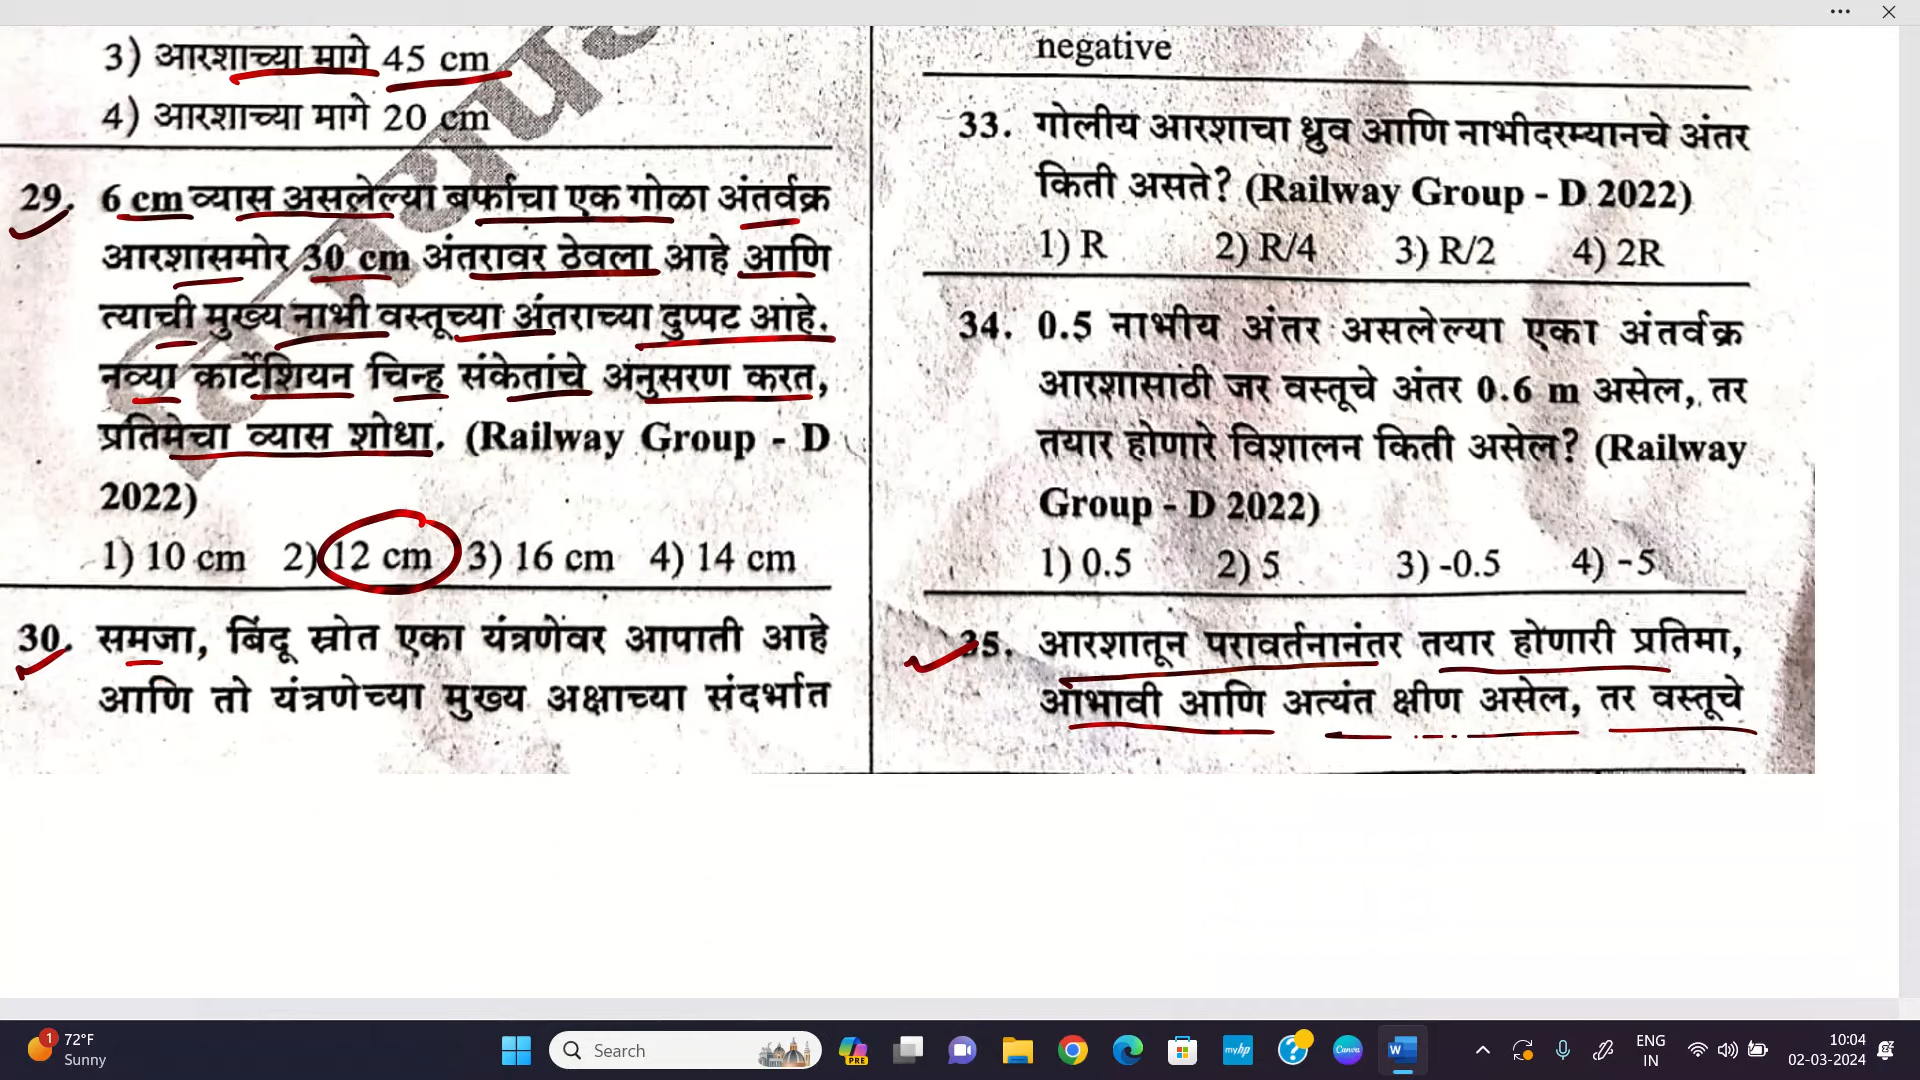 3) आरशाच्या मागे 45 cm
4) आरशाच्या मागे 20 cm
29. 6 cm व्यास असलेल्या बर्फाचा एक गोळा अंतर्वक्र
आरशासमोर 30 cm अंतरावर ठेवला आहे आणि
त्याची मुख्य नाभी वस्तूच्या अंतराच्या दुप्पट आहे.
नव्या कार्टेशियन चिन्ह संकेतांचे अनुसरण करत,
प्रतिमेचा व्यास शोधा. (Railway Group - D
2022)
1) 10 cm 2) 12 cm 3) 16 cm 4) 14 cm
30. समजा, बिंदू स्रोत एका यंत्रणेवर आपाती आहे
आणि तो यंत्रणेच्या मुख्य अक्षाच्या संदर्भात
negative
33. गोलीय आरशाचा ध्रुव आणि नाभीदरम्यानचे अंतर
किती असते? (Railway Group - D 2022)
1) R 2) R/4 3) R/2 4) 2R
34. 0.5 नाभीय अंतर असलेल्या एका अंतर्वक्र
आरशासाठी जर वस्तूचे अंतर 0.6 m असेल, तर
तयार होणारे विशालन किती असेल? (Railway
Group - D 2022)
1) 0.5 2) 5 3) -0.5 4) -5
35. आरशातून परावर्तनानंतर तयार होणारी प्रतिमा,
आभावी आणि अत्यंत क्षीण असेल, तर वस्तूचे
1
72°F
Sunny
Search
PRE
myhp
?
Canva
W
ENG
IN
10:04
02-03-2024